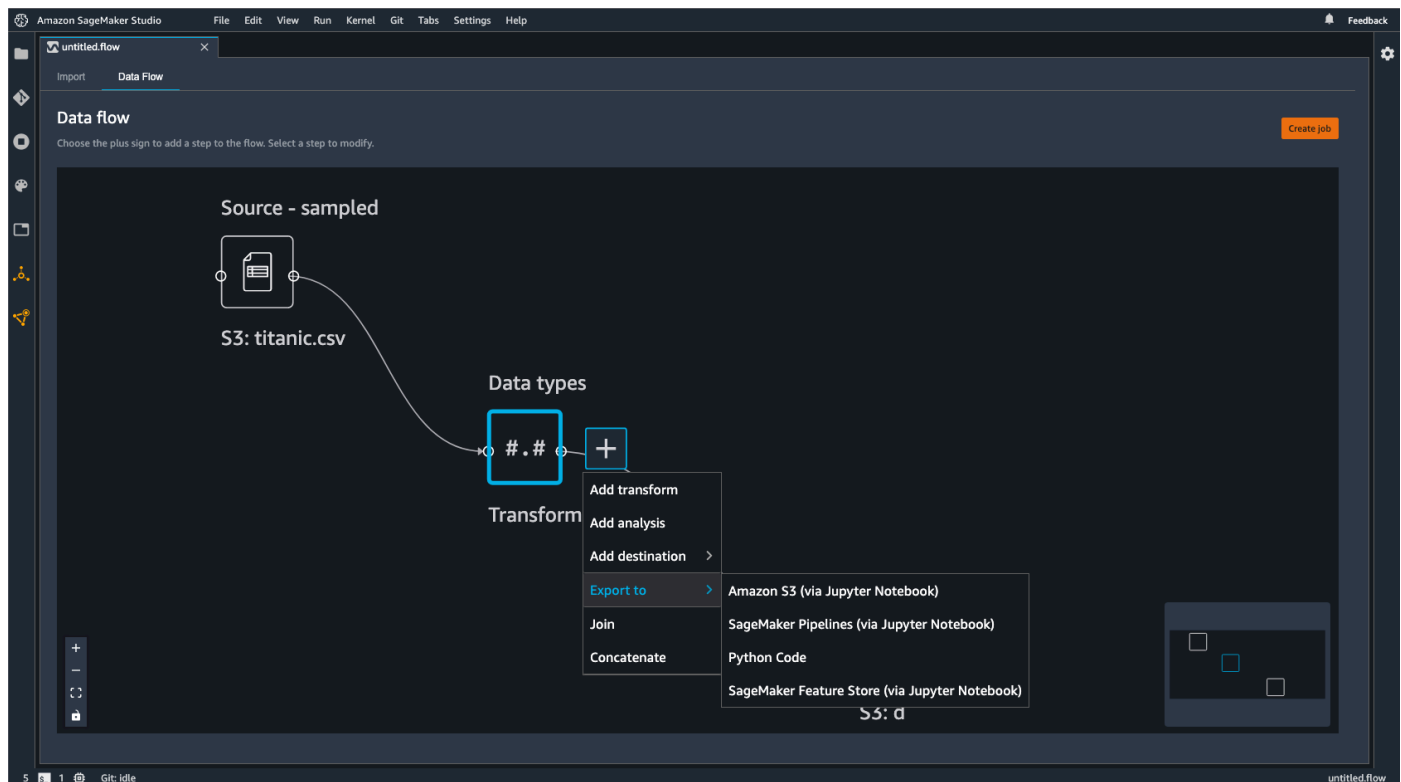 Amazon SageMaker Studio File Edit View Run Kernel Git Tabs Settings Help Feedback
untitled.flow
Import Data Flow
Data flow
Create job
Choose the plus sign to add a step to the flow. Select a step to modify.
Source - sampled
S3: titanic.csv
Data types
#.#
Transform
Add transform
Add analysis
Add destination
Export to
Join
Concatenate
Amazon S3 (via Jupyter Notebook)
SageMaker Pipelines (via Jupyter Notebook)
Python Code
SageMaker Feature Store (via Jupyter Notebook)
S3: d
5 s 1 Git: idle untitled.flow